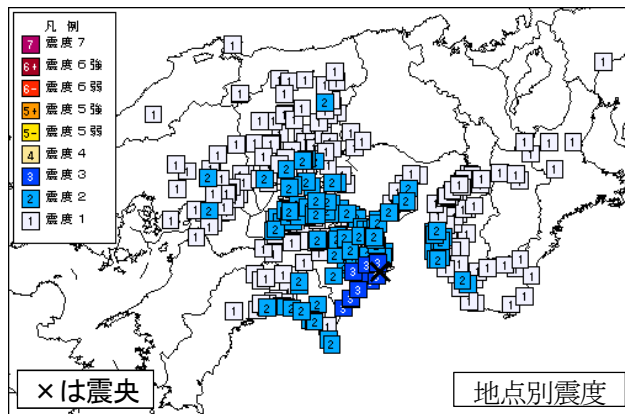 凡 例
7 震度７
6+ 震度６強
6- 震度６弱
5+ 震度５強
5- 震度５弱
4 震度４
3 震度３
2 震度２
1 震度１
×は震央
地点別震度